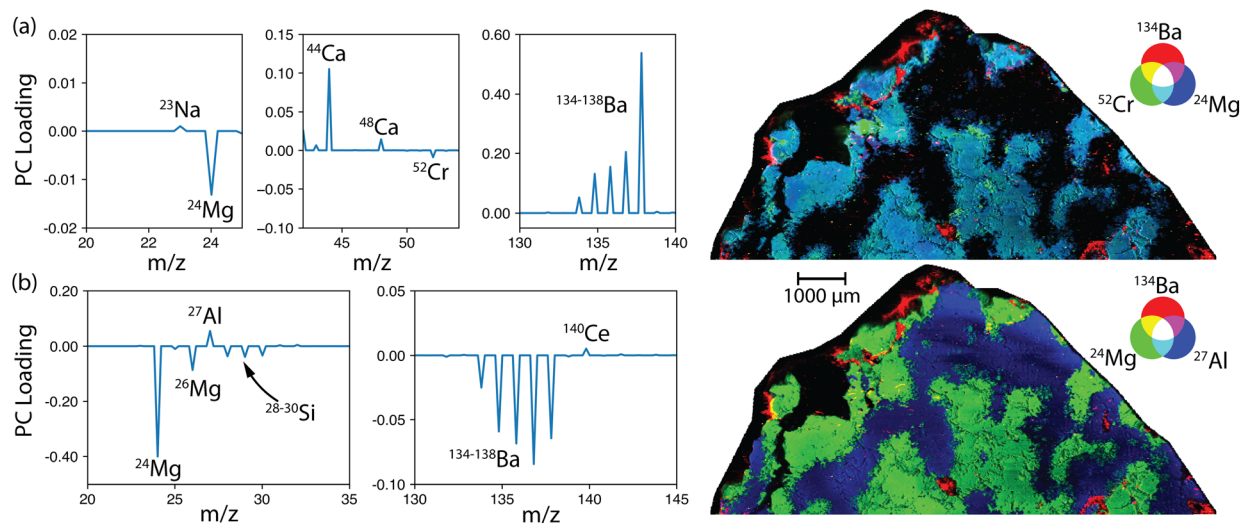 (a)
PC Loading
0.02
0.01
0.00
−0.01
−0.02
²³Na
²⁴Mg
20
22
24
m/z
0.15
0.10
0.05
0.00
−0.05
−0.10
⁴⁴Ca
⁴⁸Ca
⁵²Cr
45
50
m/z
0.60
0.40
0.20
0.00
¹³⁴⁻¹³⁸Ba
130
135
140
m/z
¹³⁴Ba
⁵²Cr
²⁴Mg
1000 µm
(b)
PC Loading
0.20
0.00
−0.20
−0.40
²⁷Al
²⁶Mg
²⁸⁻³⁰Si
²⁴Mg
20
25
30
35
m/z
0.05
0.00
−0.05
−0.10
¹⁴⁰Ce
¹³⁴⁻¹³⁸Ba
130
135
140
145
m/z
¹³⁴Ba
²⁴Mg
²⁷Al